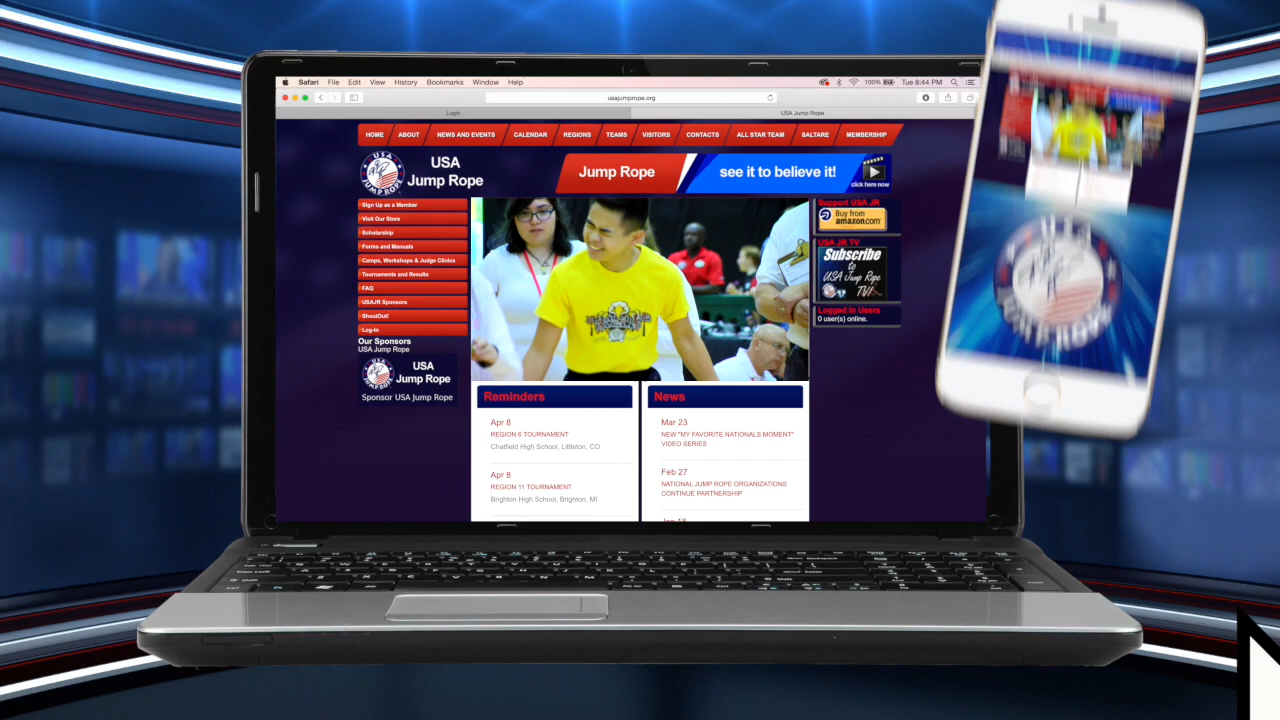 Safari File Edit View History Bookmarks Window Help
100% Tue 8:44 PM
usajumprope.org
Login
USA Jump Rope
HOME ABOUT NEWS AND EVENTS CALENDAR REGIONS TEAMS VISITORS CONTACTS ALL STAR TEAM SALTARE MEMBERSHIP
USA
JUMP ROPE
USA
Jump Rope
Jump Rope
see it to believe it!
click here now
Sign Up as a Member
Visit Our Store
Scholarship
Forms and Manuals
Camps, Workshops & Judge Clinics
Tournaments and Results
FAQ
USAJR Sponsors
ShoutOut!
Log-In
Our Sponsors
USA Jump Rope
USA
Jump Rope
Sponsor USA Jump Rope
Support USA JR
Buy from
amazon.com
USA JR TV
Subscribe
to
USA Jump Rope
TV!
Logged In Users
0 user(s) online.
Reminders
Apr 8
REGION 6 TOURNAMENT
Chatfield High School, Littleton, CO
Apr 8
REGION 11 TOURNAMENT
Brighton High School, Brighton, MI
News
Mar 23
NEW "MY FAVORITE NATIONALS MOMENT"
VIDEO SERIES
Feb 27
NATIONAL JUMP ROPE ORGANIZATIONS
CONTINUE PARTNERSHIP
Jan 18